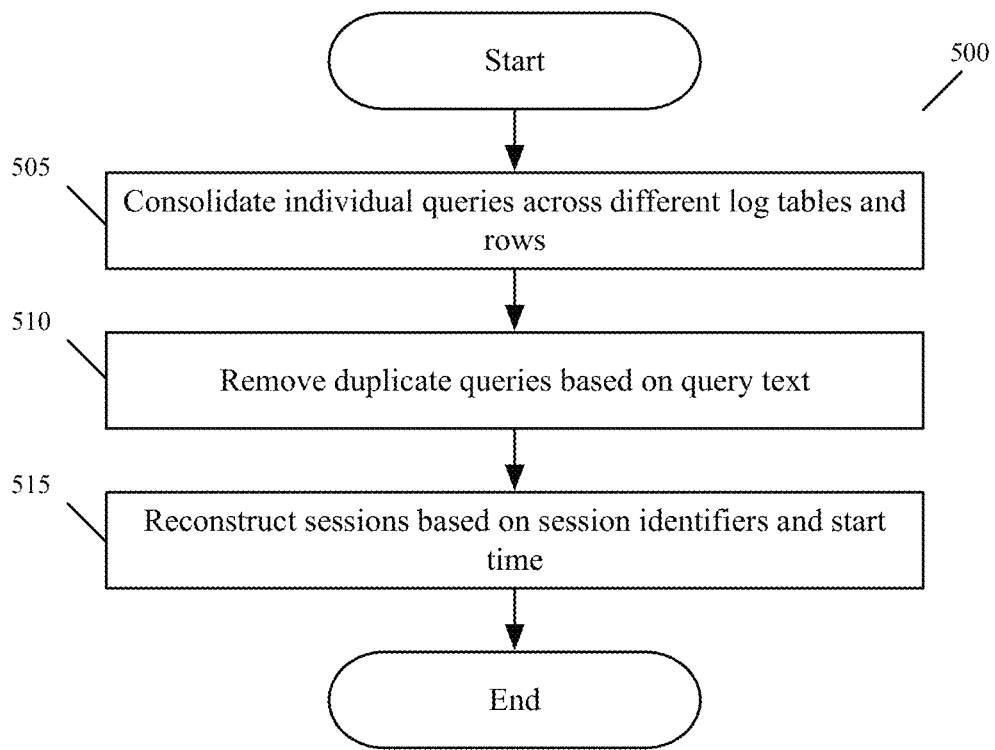 Start
500
505
Consolidate individual queries across different log tables and
rows
510
Remove duplicate queries based on query text
515
Reconstruct sessions based on session identifiers and start
time
End